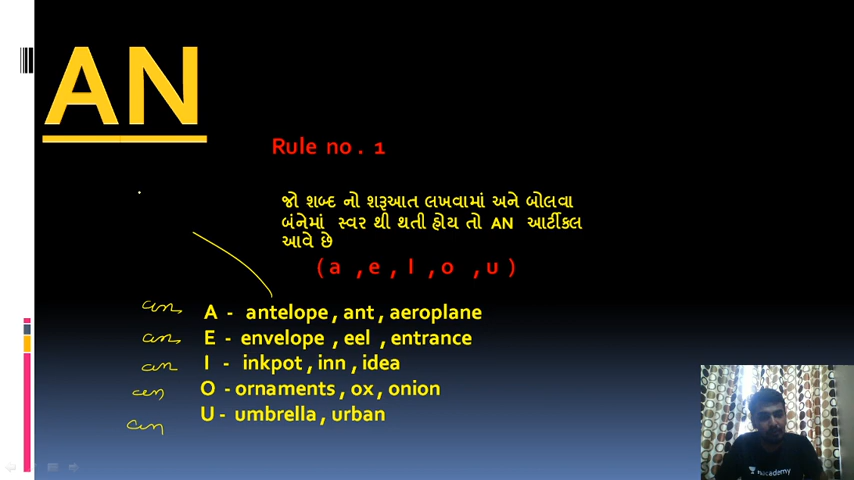 AN
Rule no . 1
જો શબ્દ નો શરૂઆત લખવામાં અને બોલવા
બંનેમાં સ્વર થી થતી હોય તો AN આર્ટીકલ
આવે છે
( a , e , I , o , u )
an A - antelope , ant , aeroplane
an E - envelope , eel , entrance
an I - inkpot , inn , idea
an O - ornaments , ox , onion
an U - umbrella , urban
unacademy